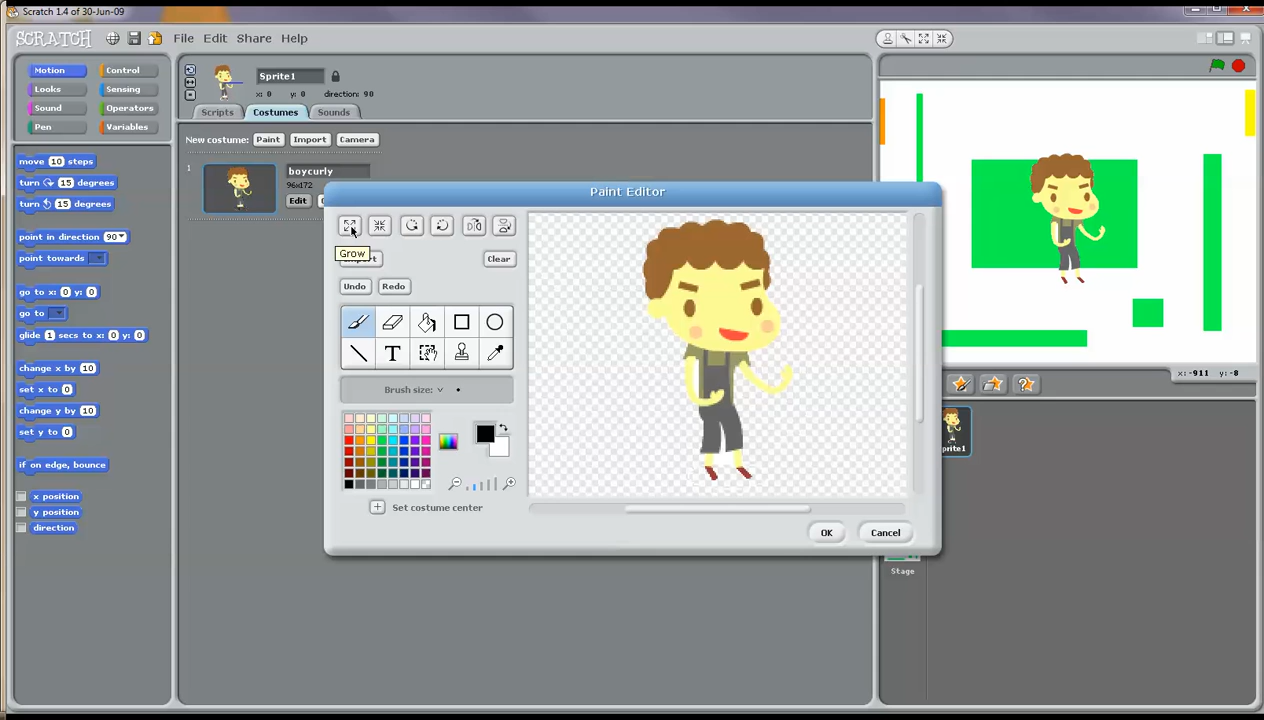 Scratch 1.4 of 30-Jun-09
SCRATCH File Edit Share Help
Motion Control
Looks Sensing
Sound Operators
Pen Variables
move 10 steps
turn 15 degrees
turn 15 degrees
point in direction 90
point towards
go to x: 0 y: 0
go to
glide 1 secs to x: 0 y: 0
change x by 10
set x to 0
change y by 10
set y to 0
if on edge, bounce
x position
y position
direction
Sprite1
x: 0 y: 0 direction: 90
Scripts Costumes Sounds
New costume: Paint Import Camera
1 boycurly
96x172
Edit
Paint Editor
Grow
Clear
Undo Redo
T
Brush size:
Set costume center
OK Cancel
x: -911 y: -8
prite1
Stage